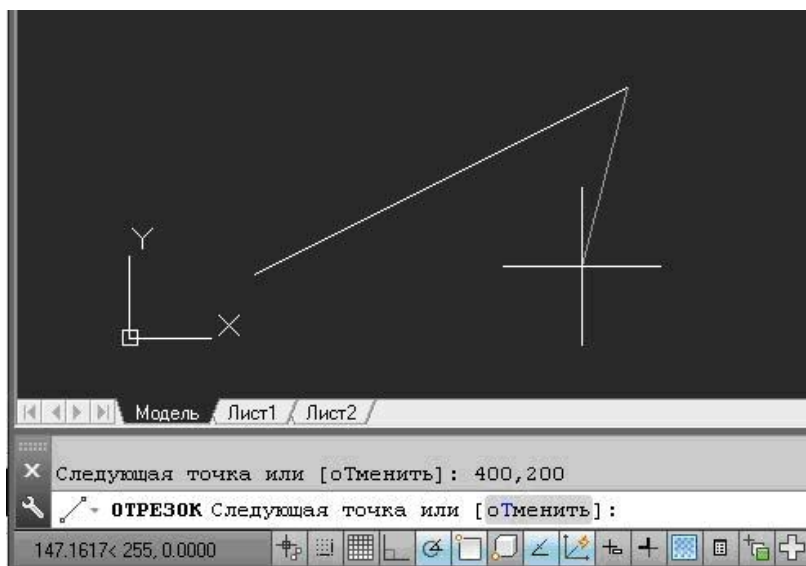 Y
X
Модель Лист1 Лист2
Следующая точка или [оТменить]: 400,200
ОТРЕЗОК Следующая точка или [оТменить]:
147.1617< 255, 0.0000